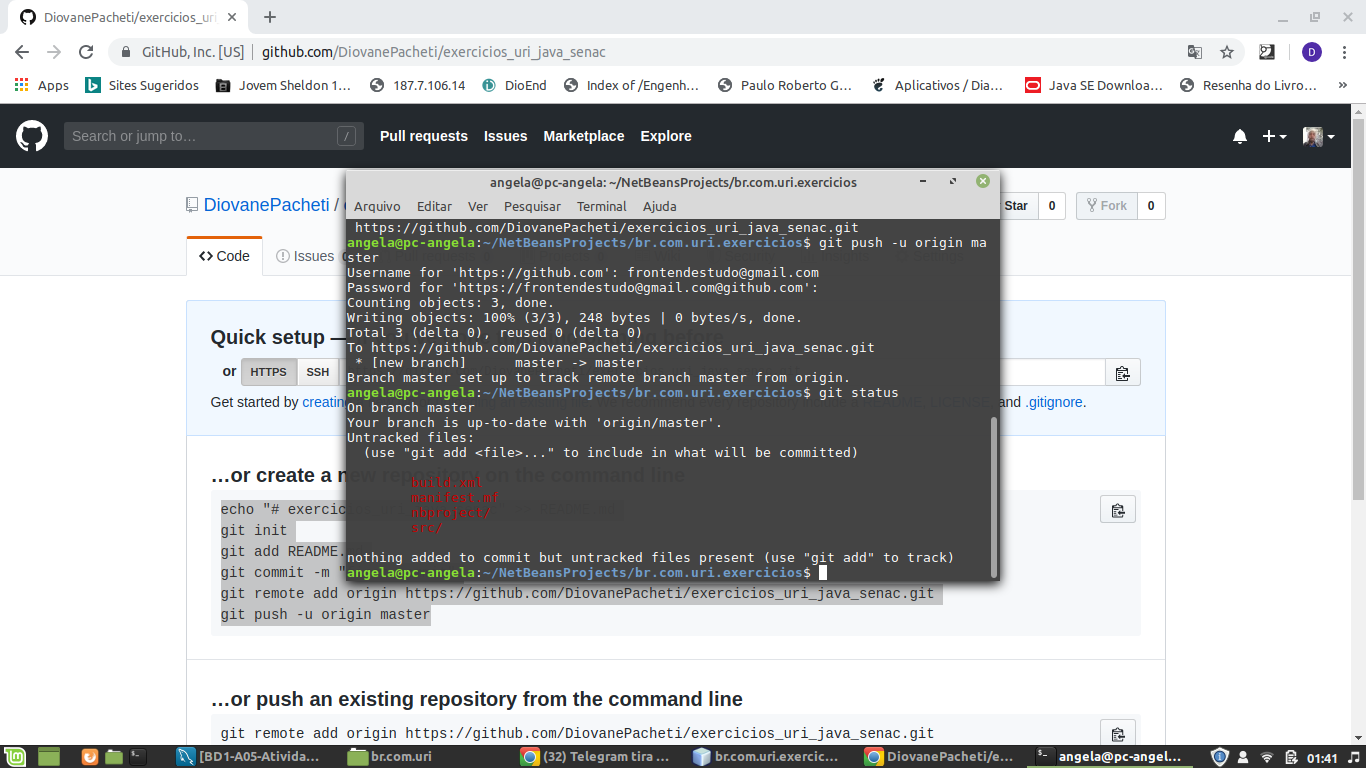 DiovanePacheti/exercicios_uri
GitHub, Inc. [US]
github.com/DiovanePacheti/exercicios_uri_java_senac
D
Apps
Sites Sugeridos
Jovem Sheldon 1…
187.7.106.14
DioEnd
Index of /Engenh…
Paulo Roberto G…
Aplicativos / Dia…
Java SE Downloa…
Resenha do Livro…
»
Search or jump to…
/
Pull requests
Issues
Marketplace
Explore
DiovanePacheti /
Star
0
Fork
0
Code
Issues
angela@pc-angela: ~/NetBeansProjects/br.com.uri.exercicios
Arquivo Editar Ver Pesquisar Terminal Ajuda
https://github.com/DiovanePacheti/exercicios_uri_java_senac.git
angela@pc-angela:~/NetBeansProjects/br.com.uri.exercicios$ git push -u origin ma
ster
Username for 'https://github.com': frontendestudo@gmail.com
Password for 'https://frontendestudo@gmail.com@github.com':
Counting objects: 3, done.
Writing objects: 100% (3/3), 248 bytes | 0 bytes/s, done.
Total 3 (delta 0), reused 0 (delta 0)
To https://github.com/DiovanePacheti/exercicios_uri_java_senac.git
* [new branch] master -> master
Branch master set up to track remote branch master from origin.
angela@pc-angela:~/NetBeansProjects/br.com.uri.exercicios$ git status
On branch master
Your branch is up-to-date with 'origin/master'.
Untracked files:
(use "git add <file>..." to include in what will be committed)
build.xml
manifest.mf
nbproject/
src/
nothing added to commit but untracked files present (use "git add" to track)
angela@pc-angela:~/NetBeansProjects/br.com.uri.exercicios$
Quick setup —
or HTTPS SSH
Get started by creatin
and .gitignore.
…or create a new repository on the command line
echo "# exercic
git init
git add README.
git commit -m "
git remote add origin https://github.com/DiovanePacheti/exercicios_uri_java_senac.git
git push -u origin master
…or push an existing repository from the command line
git remote add origin https://github.com/DiovanePacheti/exercicios_uri_java_senac.git
[BD1-A05-Ativida…
br.com.uri
(32) Telegram tira …
br.com.uri.exercic…
DiovanePacheti/e…
angela@pc-angel…
01:41